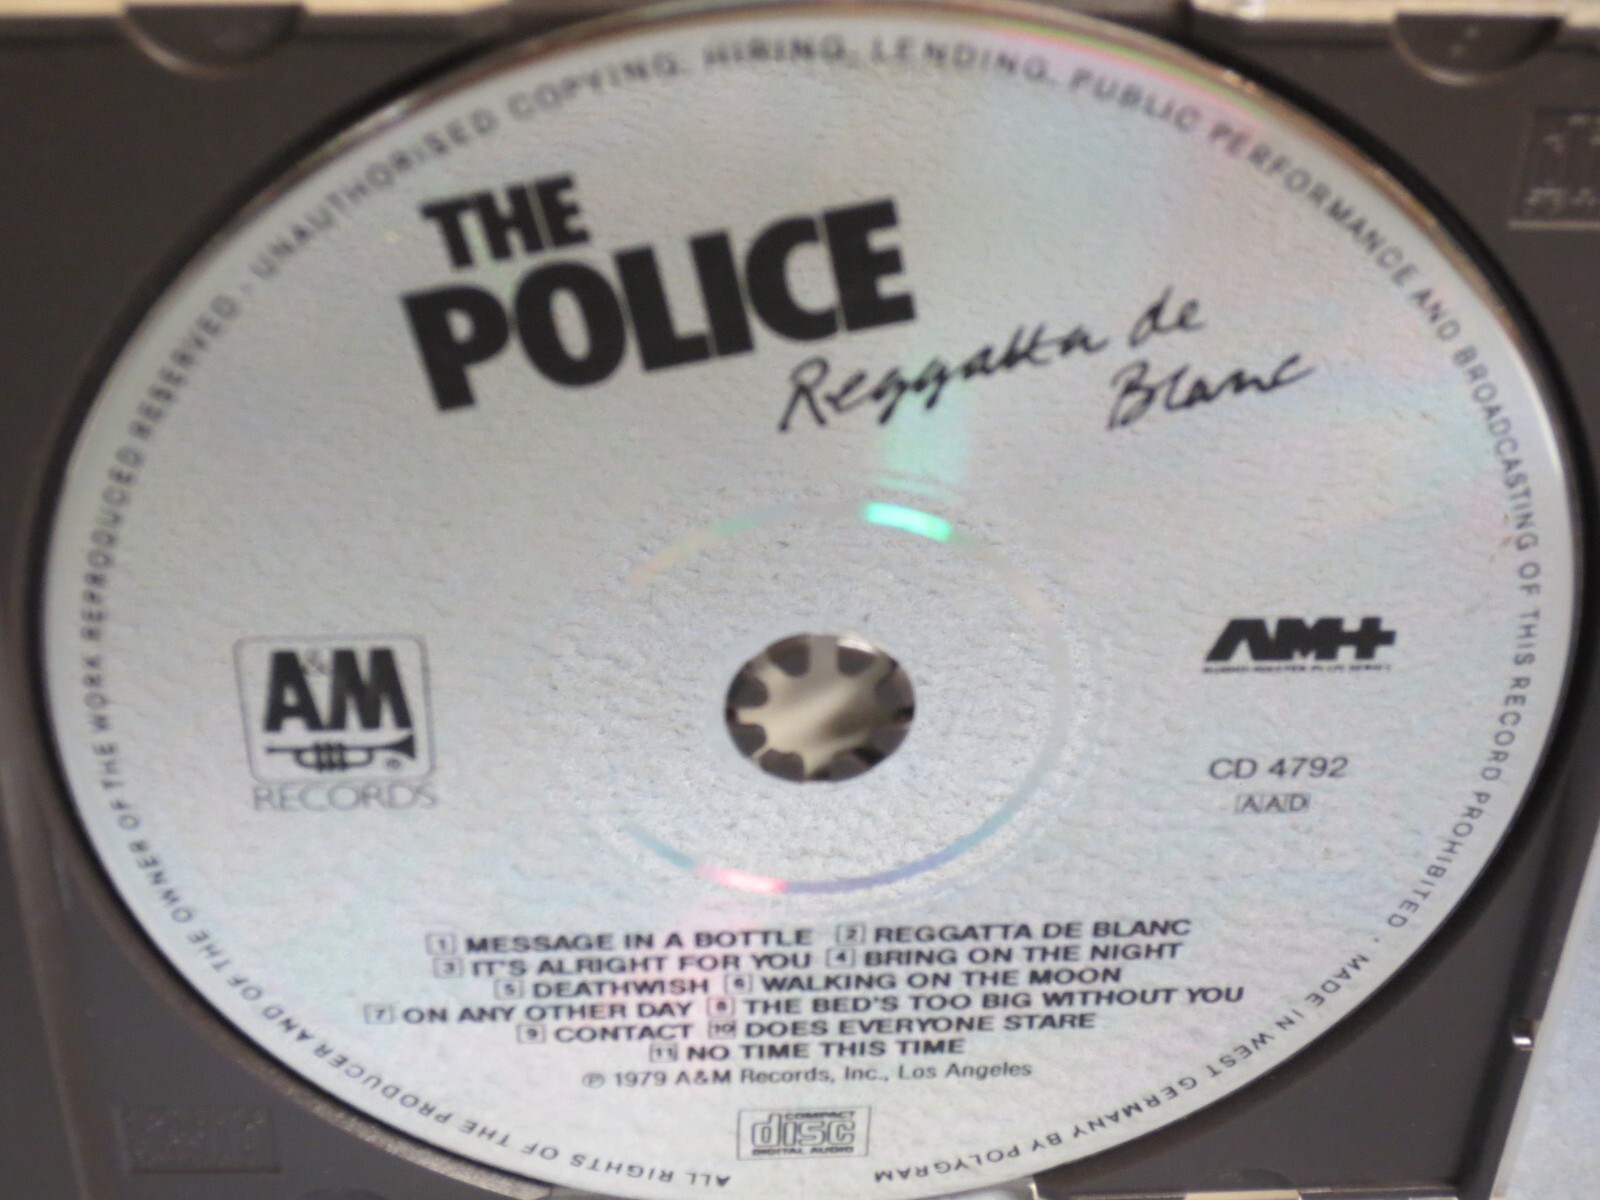 THE
POLICE
Reggatta de
Blanc
A&M
®
RECORDS
AM+
AUDIO MASTER PLUS SERIES
CD 4792
AAD
1 MESSAGE IN A BOTTLE 2 REGGATTA DE BLANC
3 IT'S ALRIGHT FOR YOU 4 BRING ON THE NIGHT
5 DEATHWISH 6 WALKING ON THE MOON
7 ON ANY OTHER DAY 8 THE BED'S TOO BIG WITHOUT YOU
9 CONTACT 10 DOES EVERYONE STARE
11 NO TIME THIS TIME
℗ 1979 A&M Records, Inc., Los Angeles
COMPACT
disc
DIGITAL AUDIO
ALL RIGHTS OF THE PRODUCER AND OF THE OWNER OF THE WORK REPRODUCED RESERVED · UNAUTHORISED COPYING, HIRING, LENDING, PUBLIC PERFORMANCE AND BROADCASTING OF THIS RECORD PROHIBITED · MADE IN WEST GERMANY BY POLYGRAM